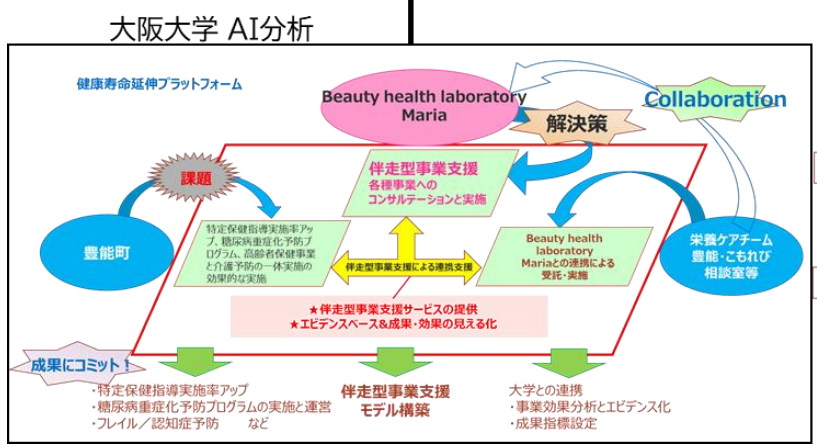 大阪大学 AI分析
健康寿命延伸プラットフォーム
Beauty health laboratory
Maria
Collaboration
解決策
課題
伴走型事業支援
各種事業への
コンサルテーションと実施
豊能町
特定保健指導実施率アッ
プ、糖尿病重症化予防プ
ログラム、高齢者保健事業
と介護予防の一体実施の
効果的な実施
伴走型事業支援による連携支援
Beauty health
laboratory
Mariaとの連携による
受託・実施
栄養ケアチーム
豊能・こもれび
相談室等
★伴走型事業支援サービスの提供
★エビデンスベース&成果・効果の見える化
成果にコミット！
・特定保健指導実施率アップ
・糖尿病重症化予防プログラムの実施と運営
・フレイル／認知症予防　など
伴走型事業支援
モデル構築
大学との連携
・事業効果分析とエビデンス化
・成果指標設定